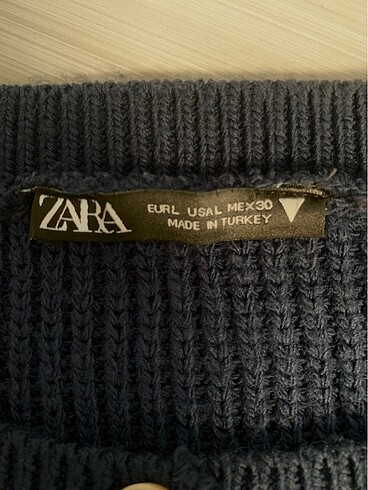 ZARA
EUR L USA L MEX 30
MADE IN TURKEY